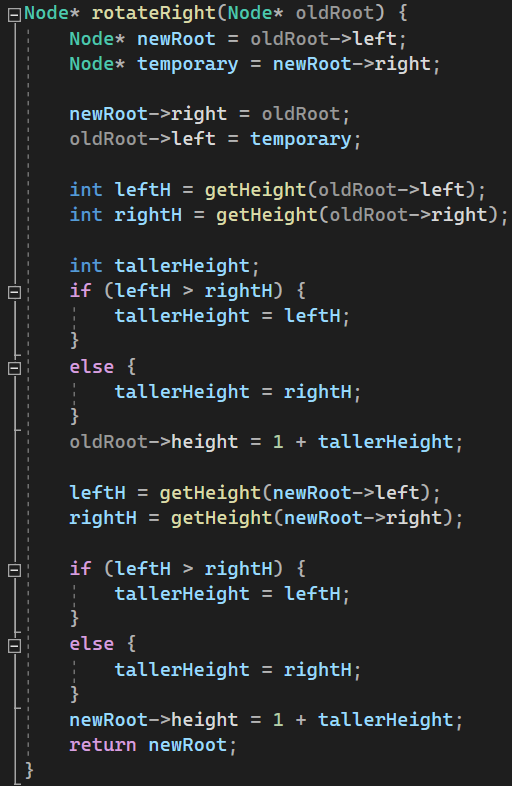 Node* rotateRight(Node* oldRoot) {
Node* newRoot = oldRoot->left;
Node* temporary = newRoot->right;
newRoot->right = oldRoot;
oldRoot->left = temporary;
int leftH = getHeight(oldRoot->left);
int rightH = getHeight(oldRoot->right);
int tallerHeight;
if (leftH > rightH) {
tallerHeight = leftH;
}
else {
tallerHeight = rightH;
}
oldRoot->height = 1 + tallerHeight;
leftH = getHeight(newRoot->left);
rightH = getHeight(newRoot->right);
if (leftH > rightH) {
tallerHeight = leftH;
}
else {
tallerHeight = rightH;
}
newRoot->height = 1 + tallerHeight;
return newRoot;
}